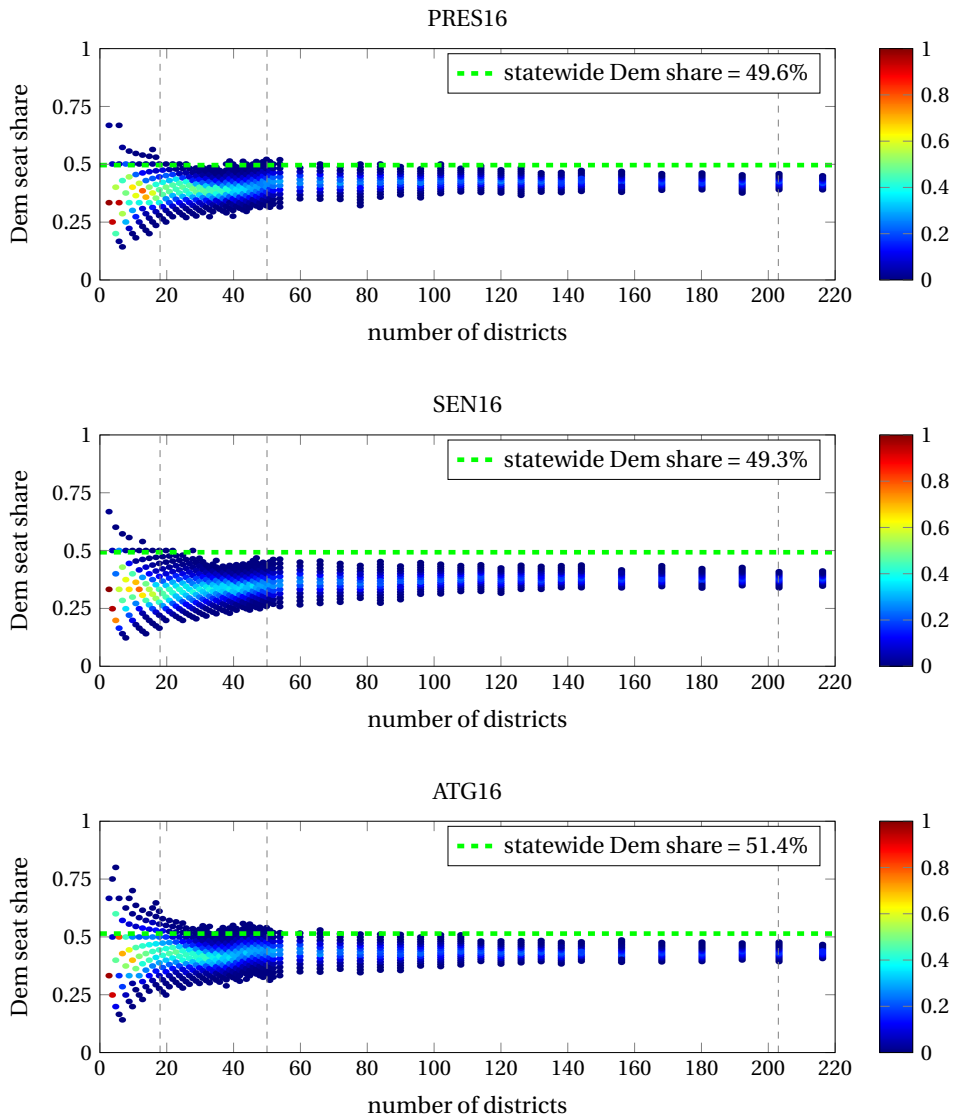 PRES16
1
0.75
0.5
0.25
0
Dem seat share
statewide Dem share = 49.6%
0 20 40 60 80 100 120 140 160 180 200 220
number of districts
1
0.8
0.6
0.4
0.2
0
SEN16
1
0.75
0.5
0.25
0
Dem seat share
statewide Dem share = 49.3%
0 20 40 60 80 100 120 140 160 180 200 220
number of districts
1
0.8
0.6
0.4
0.2
0
ATG16
1
0.75
0.5
0.25
0
Dem seat share
statewide Dem share = 51.4%
0 20 40 60 80 100 120 140 160 180 200 220
number of districts
1
0.8
0.6
0.4
0.2
0